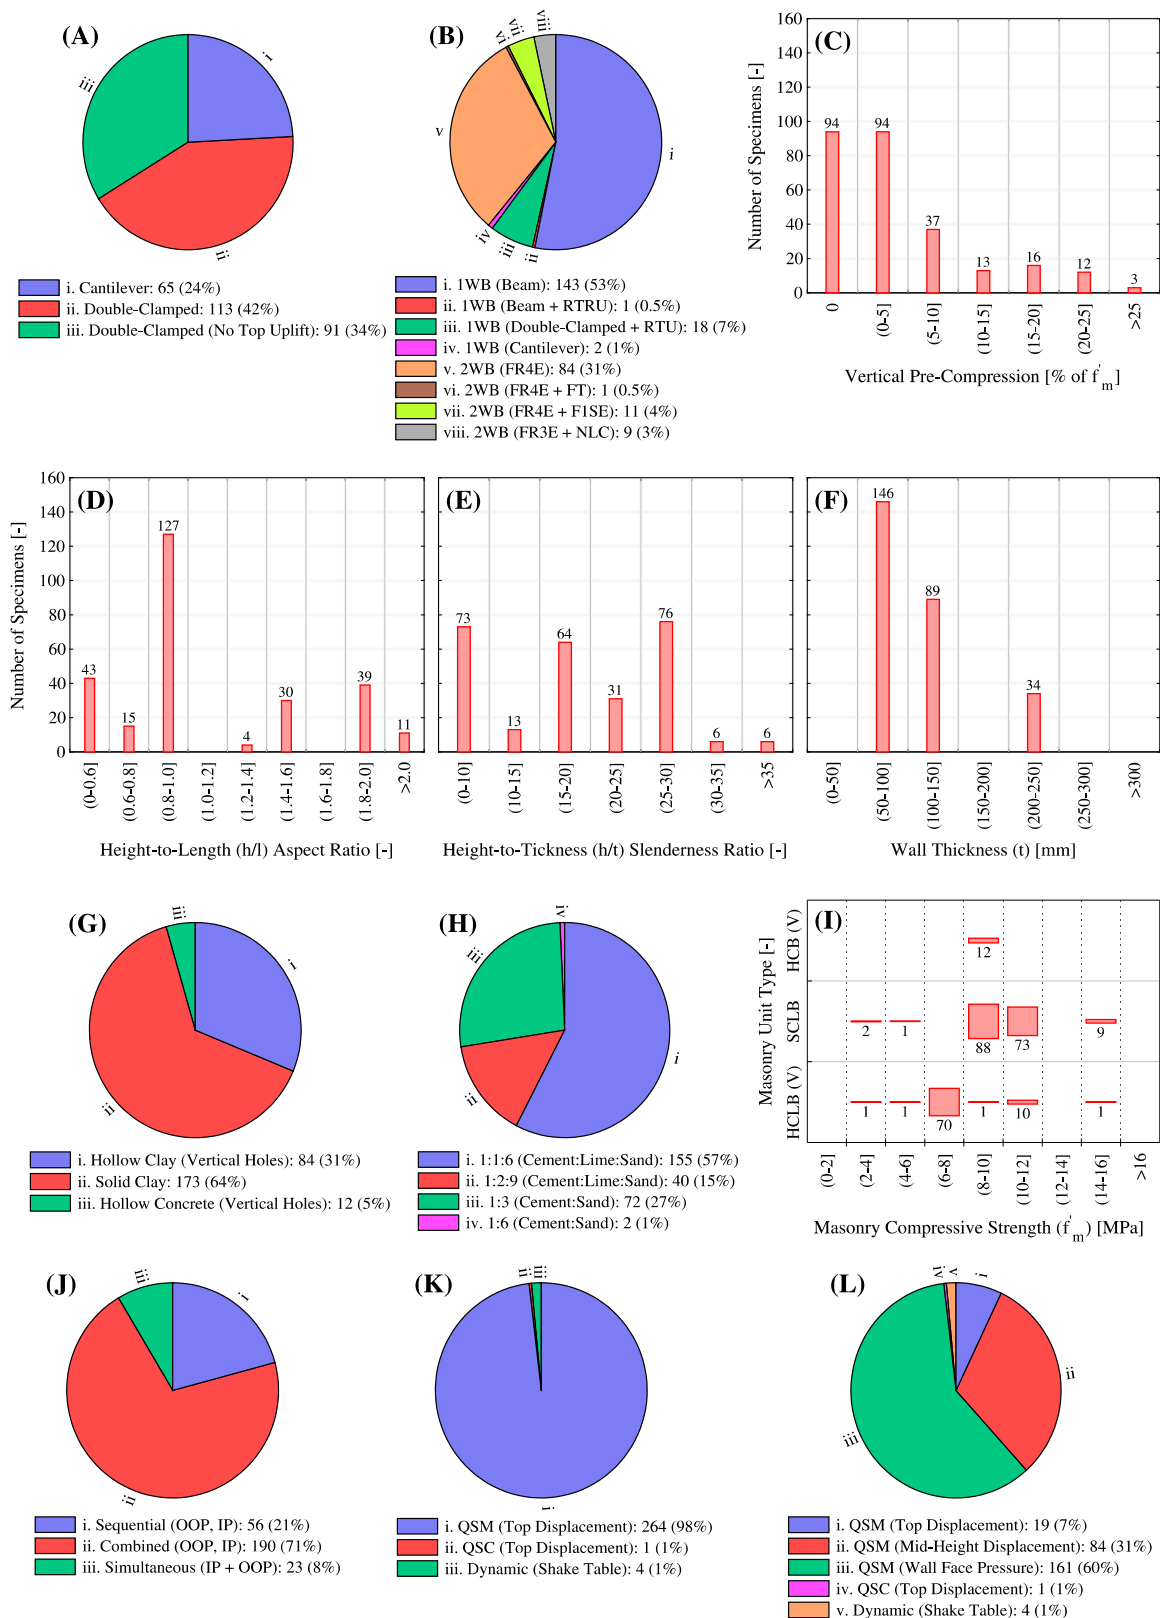 (A)
i
ii
iii
i. Cantilever: 65 (24%)
ii. Double-Clamped: 113 (42%)
iii. Double-Clamped (No Top Uplift): 91 (34%)
(B)
i
ii
iii
iv
v
vi
vii
viii
i. 1WB (Beam): 143 (53%)
ii. 1WB (Beam + RTRU): 1 (0.5%)
iii. 1WB (Double-Clamped + RTU): 18 (7%)
iv. 1WB (Cantilever): 2 (1%)
v. 2WB (FR4E): 84 (31%)
vi. 2WB (FR4E + FT): 1 (0.5%)
vii. 2WB (FR4E + F1SE): 11 (4%)
viii. 2WB (FR3E + NLC): 9 (3%)
(C)
Number of Specimens [-]
160
140
120
100
80
60
40
20
0
94 94 37 13 16 12 3
0 (0-5] (5-10] (10-15] (15-20] (20-25] >25
Vertical Pre-Compression [% of f'm]
(D)
Number of Specimens [-]
160
140
120
100
80
60
40
20
0
43 15 127 4 30 39 11
(0-0.6] (0.6-0.8] (0.8-1.0] (1.0-1.2] (1.2-1.4] (1.4-1.6] (1.6-1.8] (1.8-2.0] >2.0
Height-to-Length (h/l) Aspect Ratio [-]
(E)
73 13 64 31 76 6 6
(0-10] (10-15] (15-20] (20-25] (25-30] (30-35] >35
Height-to-Tickness (h/t) Slenderness Ratio [-]
(F)
146 89 34
(0-50] (50-100] (100-150] (150-200] (200-250] (250-300] >300
Wall Thickness (t) [mm]
(G)
i
ii
iii
i. Hollow Clay (Vertical Holes): 84 (31%)
ii. Solid Clay: 173 (64%)
iii. Hollow Concrete (Vertical Holes): 12 (5%)
(H)
i
ii
iii
iv
i. 1:1:6 (Cement:Lime:Sand): 155 (57%)
ii. 1:2:9 (Cement:Lime:Sand): 40 (15%)
iii. 1:3 (Cement:Sand): 72 (27%)
iv. 1:6 (Cement:Sand): 2 (1%)
(I)
Masonry Unit Type [-]
HCB (V)
12
SCLB
2 1 88 73 9
HCLB (V)
1 1 70 1 10 1
(0-2] (2-4] (4-6] (6-8] (8-10] (10-12] (12-14] (14-16] >16
Masonry Compressive Strength (f'm) [MPa]
(J)
i
ii
iii
i. Sequential (OOP, IP): 56 (21%)
ii. Combined (OOP, IP): 190 (71%)
iii. Simultaneous (IP + OOP): 23 (8%)
(K)
i
ii
iii
i. QSM (Top Displacement): 264 (98%)
ii. QSC (Top Displacement): 1 (1%)
iii. Dynamic (Shake Table): 4 (1%)
(L)
i
ii
iii
iv
v
i. QSM (Top Displacement): 19 (7%)
ii. QSM (Mid-Height Displacement): 84 (31%)
iii. QSM (Wall Face Pressure): 161 (60%)
iv. QSC (Top Displacement): 1 (1%)
v. Dynamic (Shake Table): 4 (1%)